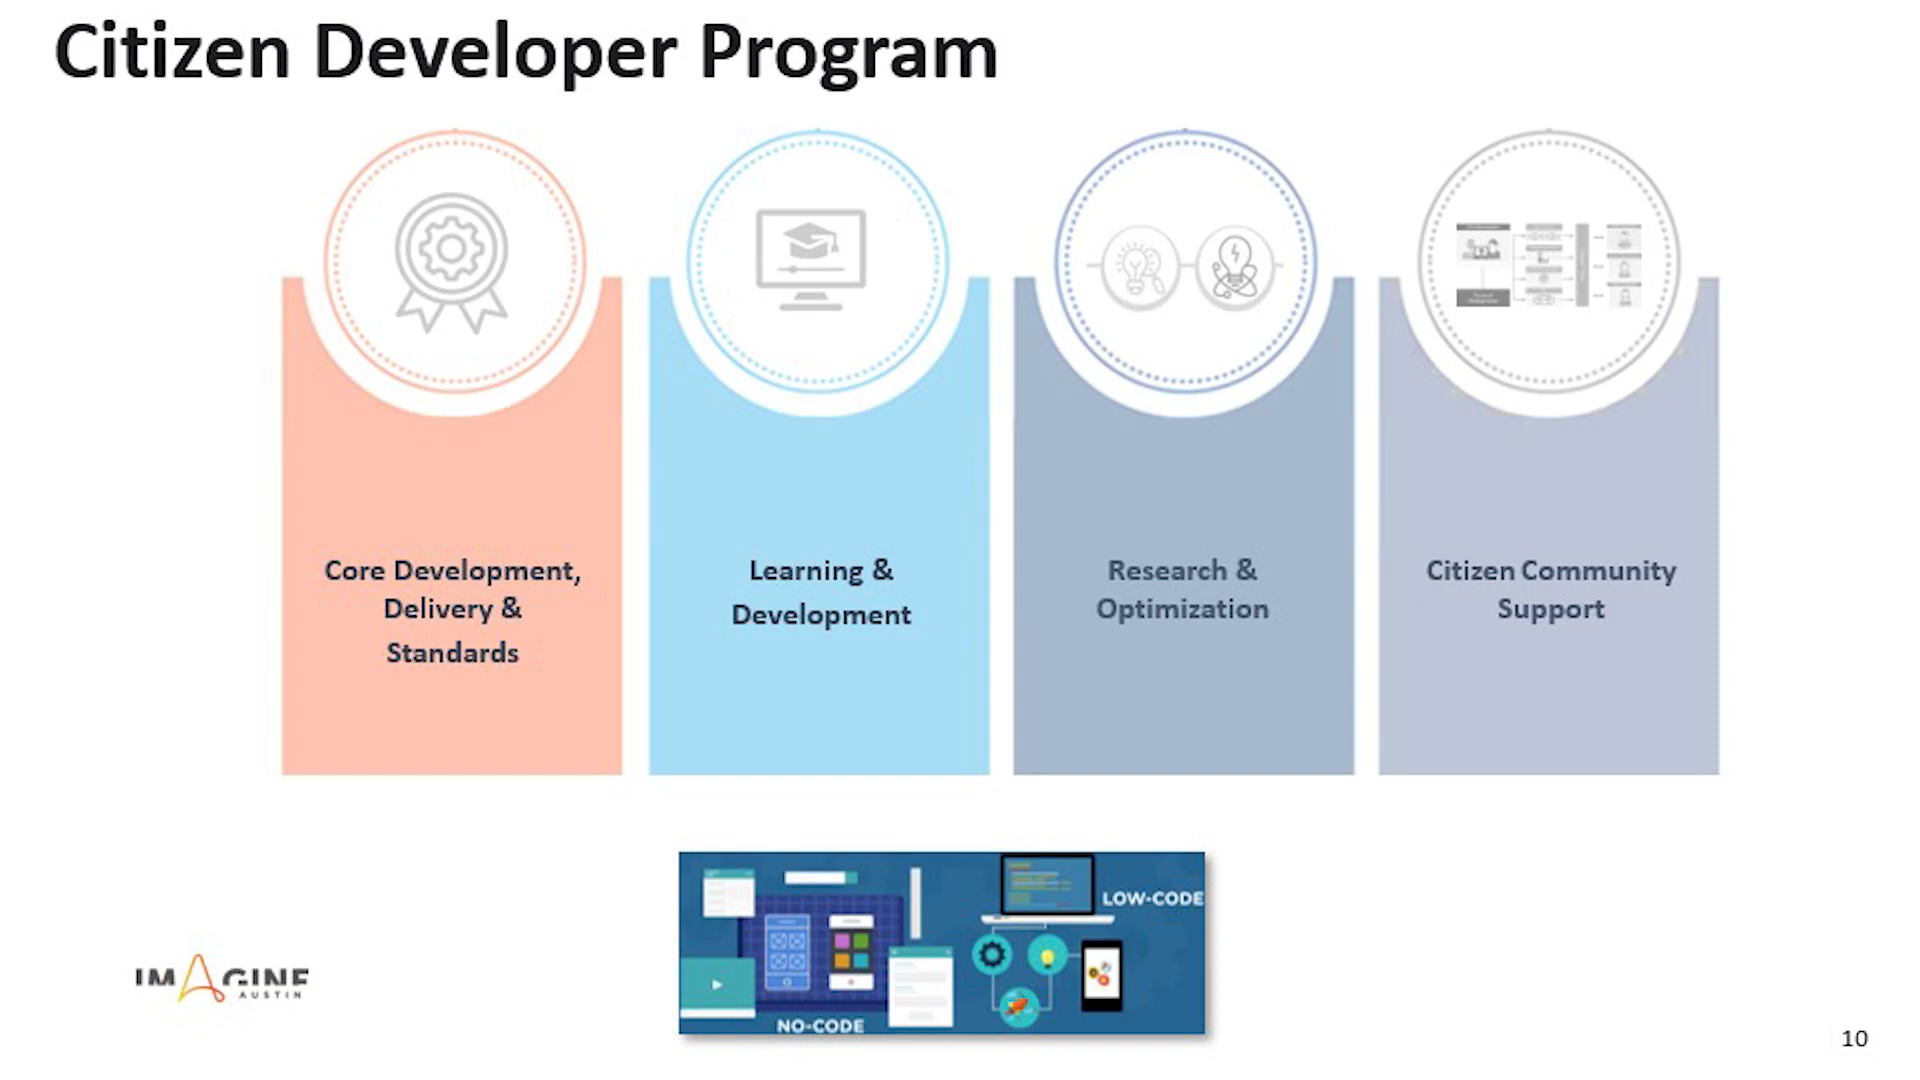 Citizen Developer Program
Core Development,
Delivery &
Standards
Learning &
Development
Research &
Optimization
Citizen Community
Support
LOW-CODE
NO-CODE
IMAGINE
AUSTIN
10